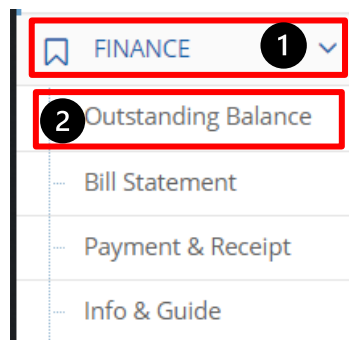 FINANCE 1
2 Outstanding Balance
Bill Statement
Payment & Receipt
Info & Guide